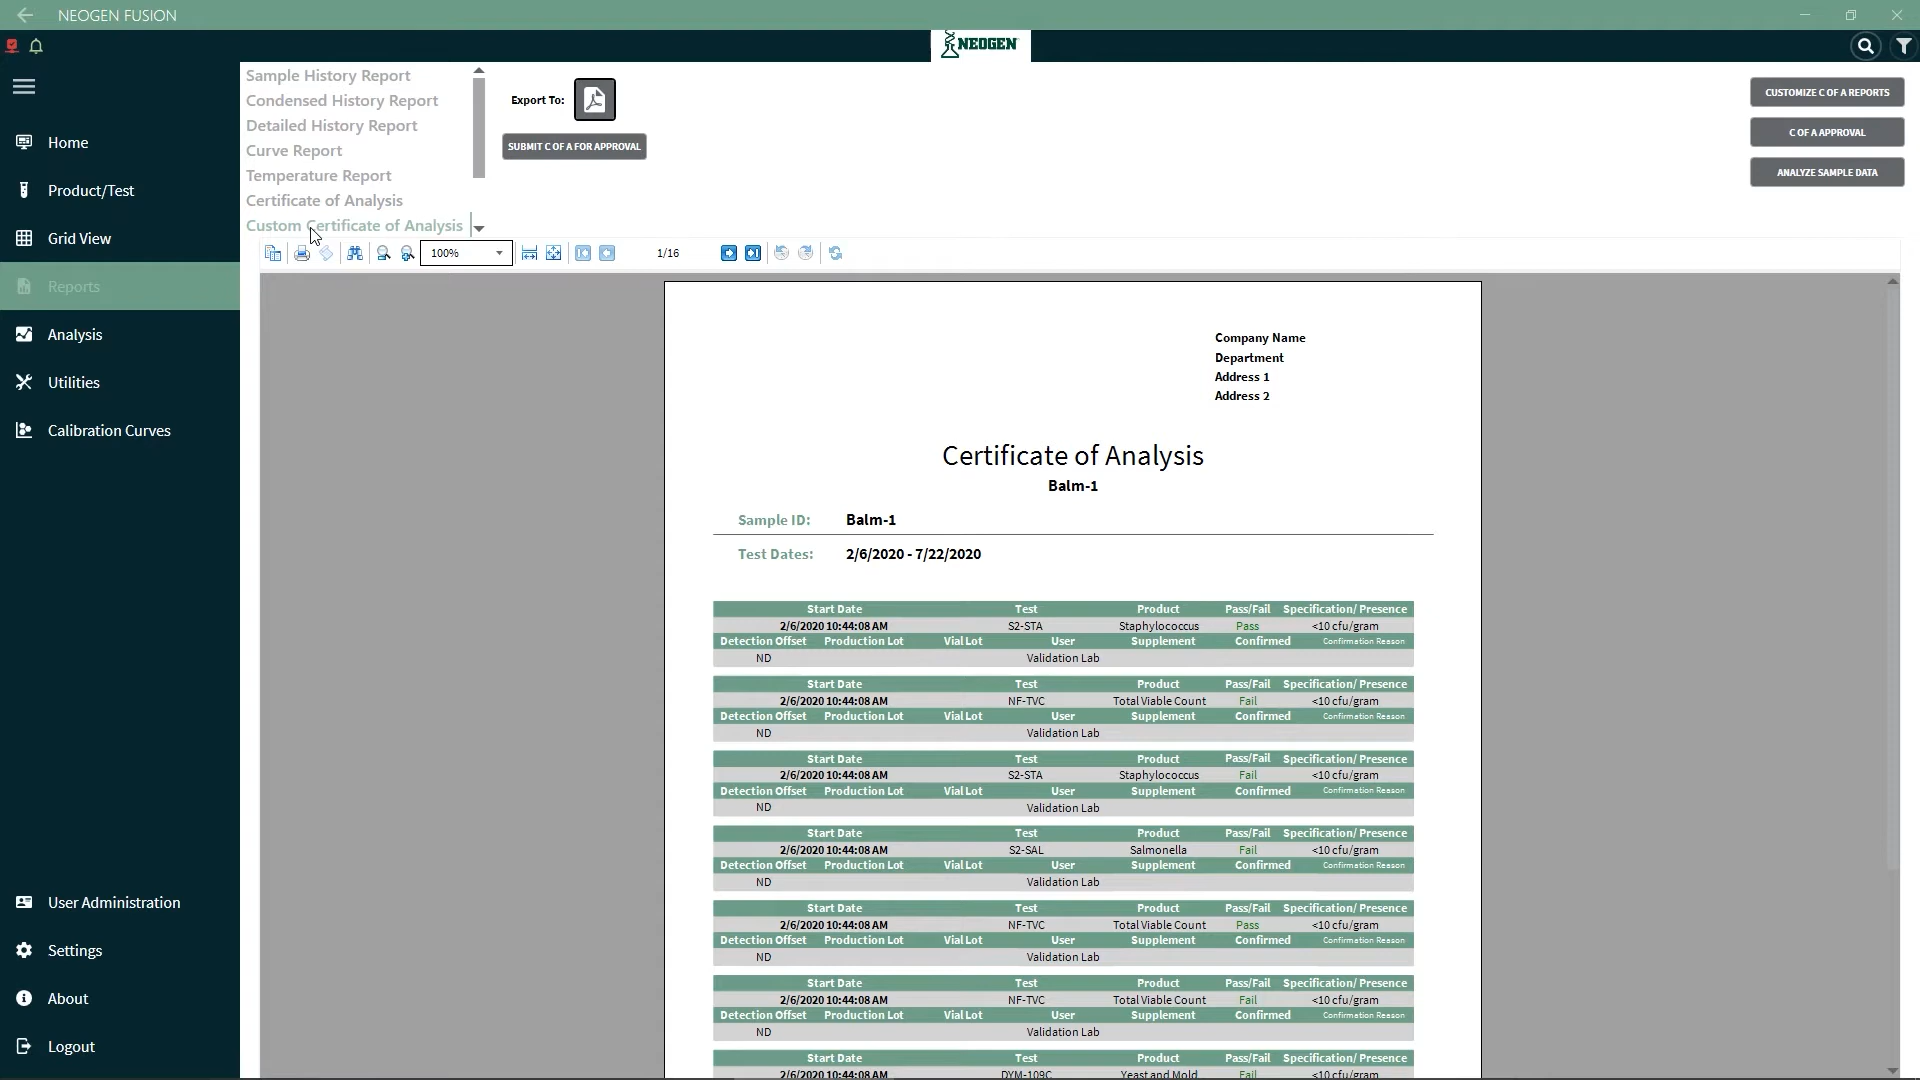 NEOGEN FUSION
NEOGEN
Home
Product/Test
Grid View
Reports
Analysis
Utilities
Calibration Curves
User Administration
Settings
About
Logout
Sample History Report
Condensed History Report
Detailed History Report
Curve Report
Temperature Report
Certificate of Analysis
Custom Certificate of Analysis
Export To:
SUBMIT C OF A FOR APPROVAL
CUSTOMIZE C OF A REPORTS
C OF A APPROVAL
ANALYZE SAMPLE DATA
100% 1/16
Company Name
Department
Address 1
Address 2
Certificate of Analysis
Balm-1
Sample ID: Balm-1
Test Dates: 2/6/2020 - 7/22/2020
Start Date Test Product Pass/Fail Specification/ Presence
2/6/2020 10:44:08 AM S2-STA Staphylococcus Pass <10 cfu/gram
Detection Offset Production Lot Vial Lot User Supplement Confirmed Confirmation Reason
ND Validation Lab
Start Date Test Product Pass/Fail Specification/ Presence
2/6/2020 10:44:08 AM NF-TVC Total Viable Count Fail <10 cfu/gram
Detection Offset Production Lot Vial Lot User Supplement Confirmed Confirmation Reason
ND Validation Lab
Start Date Test Product Pass/Fail Specification/ Presence
2/6/2020 10:44:08 AM S2-STA Staphylococcus Fail <10 cfu/gram
Detection Offset Production Lot Vial Lot User Supplement Confirmed Confirmation Reason
ND Validation Lab
Start Date Test Product Pass/Fail Specification/ Presence
2/6/2020 10:44:08 AM S2-SAL Salmonella Fail <10 cfu/gram
Detection Offset Production Lot Vial Lot User Supplement Confirmed Confirmation Reason
ND Validation Lab
Start Date Test Product Pass/Fail Specification/ Presence
2/6/2020 10:44:08 AM NF-TVC Total Viable Count Pass <10 cfu/gram
Detection Offset Production Lot Vial Lot User Supplement Confirmed Confirmation Reason
ND Validation Lab
Start Date Test Product Pass/Fail Specification/ Presence
2/6/2020 10:44:08 AM NF-TVC Total Viable Count Fail <10 cfu/gram
Detection Offset Production Lot Vial Lot User Supplement Confirmed Confirmation Reason
ND Validation Lab
Start Date Test Product Pass/Fail Specification/ Presence
2/6/2020 10:44:08 AM DYM-109C Yeast and Mold Fail <10 cfu/gram